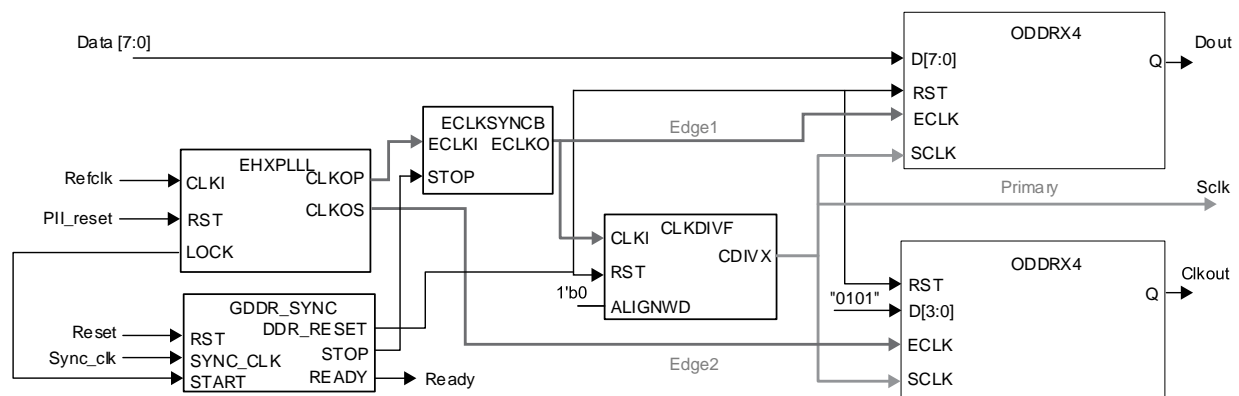 Data [7:0]
ODDRX4
D[7:0]
Q
Dout
RST
ECLK
SCLK
ECLKSYNCB
ECLKI ECLKO
STOP
Edge1
EHXPLLL
Refclk
CLKI
CLKOP
Pll_reset
RST
CLKOS
LOCK
Primary
Sclk
CLKDIVF
CLKI
CDIVX
RST
1'b0
ALIGNWD
ODDRX4
RST
Q
Clkout
"0101"
D[3:0]
ECLK
SCLK
Edge2
GDDR_SYNC
DDR_RESET
Reset
RST
STOP
Sync_clk
SYNC_CLK
READY
Ready
START